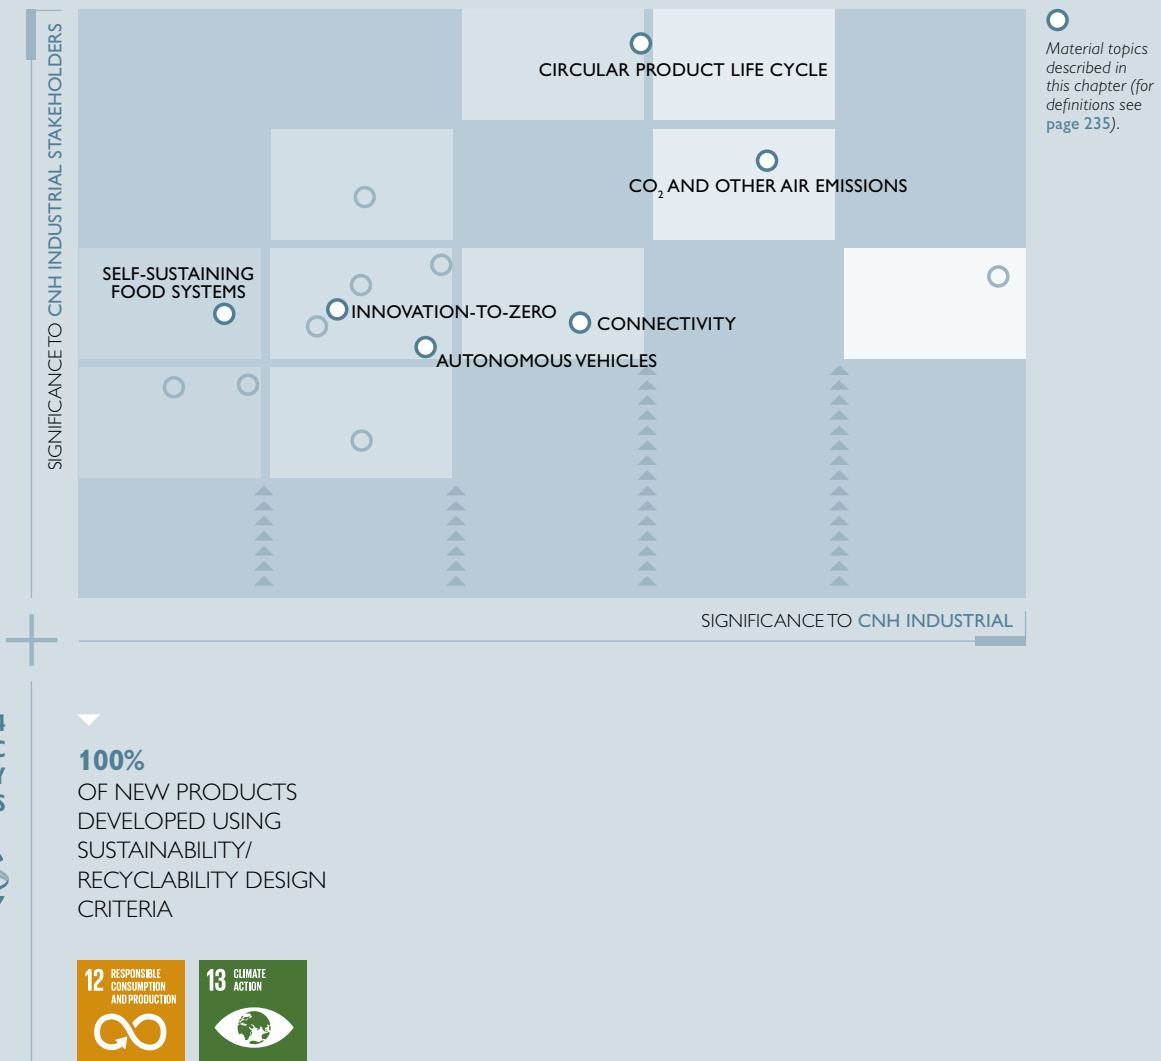 SIGNIFICANCE TO CNH INDUSTRIAL STAKEHOLDERS
CIRCULAR PRODUCT LIFE CYCLE
CO2 AND OTHER AIR EMISSIONS
SELF-SUSTAINING
FOOD SYSTEMS
INNOVATION-TO-ZERO
CONNECTIVITY
AUTONOMOUS VEHICLES
SIGNIFICANCE TO CNH INDUSTRIAL
Material topics
described in
this chapter (for
definitions see
page 235).
100%
OF NEW PRODUCTS
DEVELOPED USING
SUSTAINABILITY/
RECYCLABILITY DESIGN
CRITERIA
12 RESPONSIBLE
CONSUMPTION
AND PRODUCTION
13 CLIMATE
ACTION